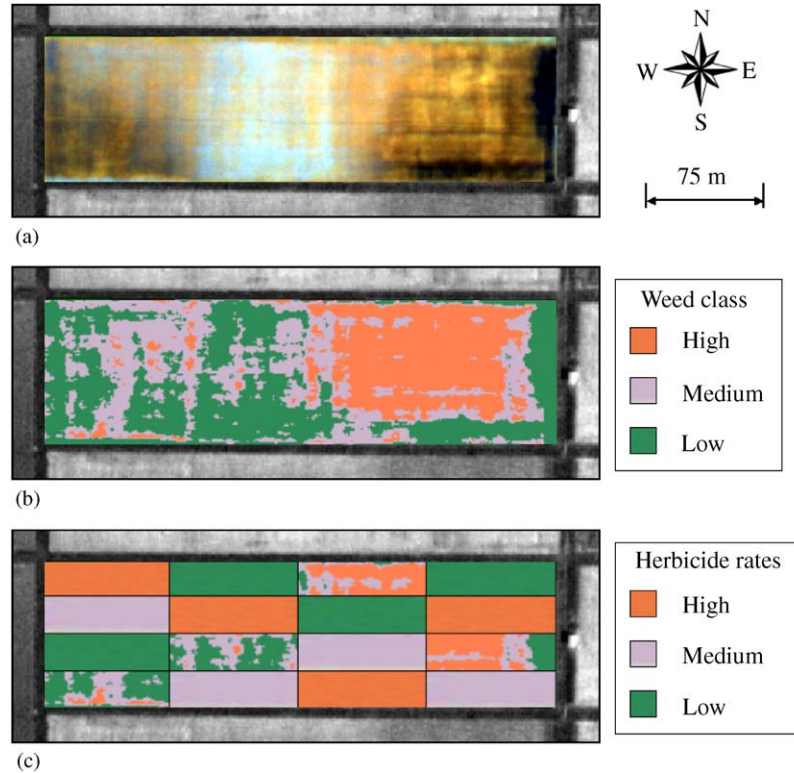 N
W E
S
75 m
(a)
Weed class
High
Medium
Low
(b)
Herbicide rates
High
Medium
Low
(c)